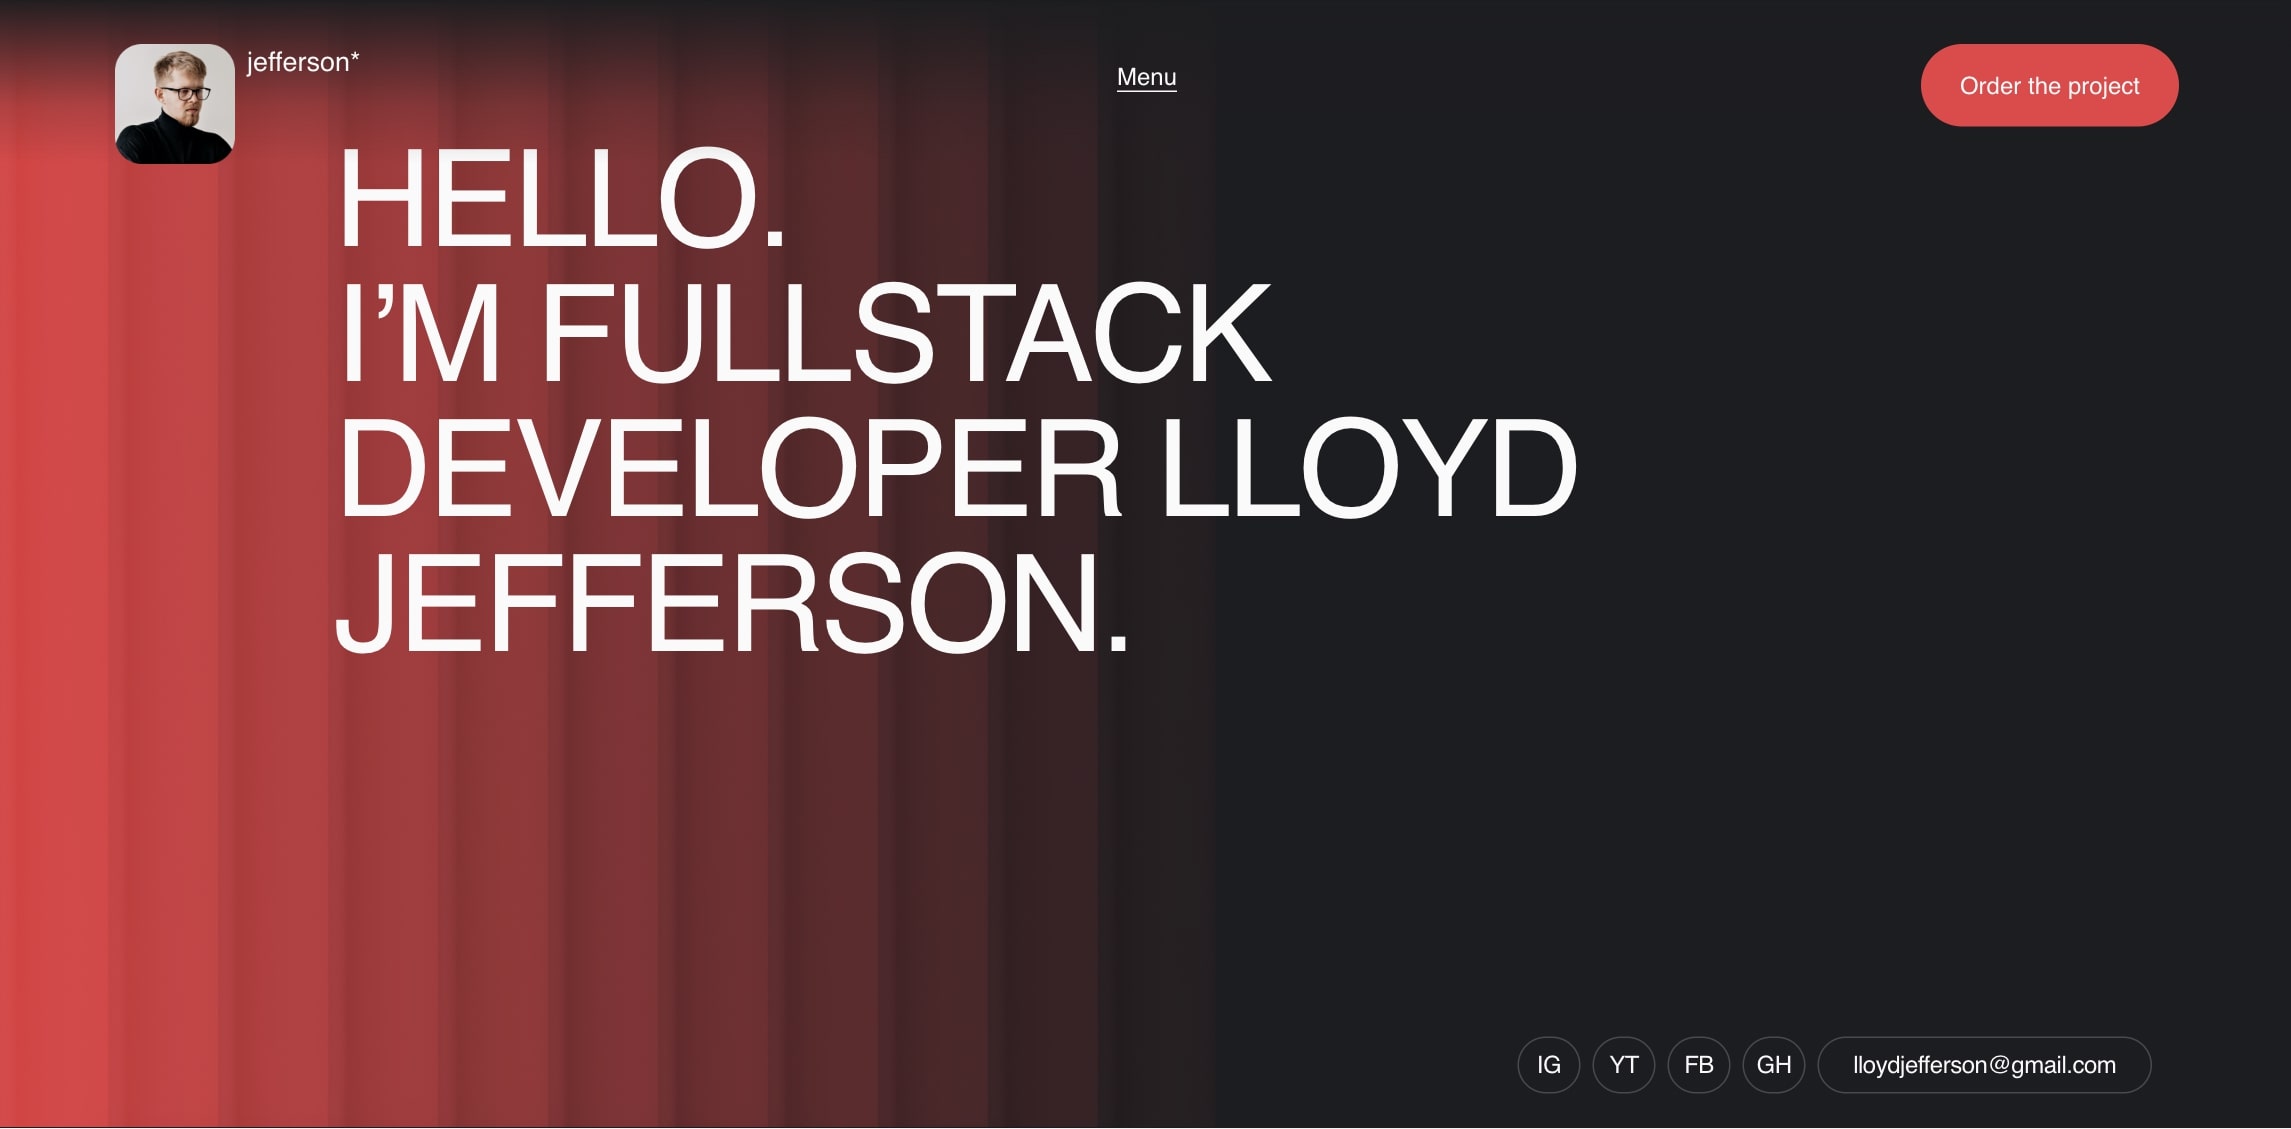 jefferson*
Menu
Order the project
HELLO.
I’M FULLSTACK
DEVELOPER LLOYD
JEFFERSON.
IG
YT
FB
GH
lloydjefferson@gmail.com